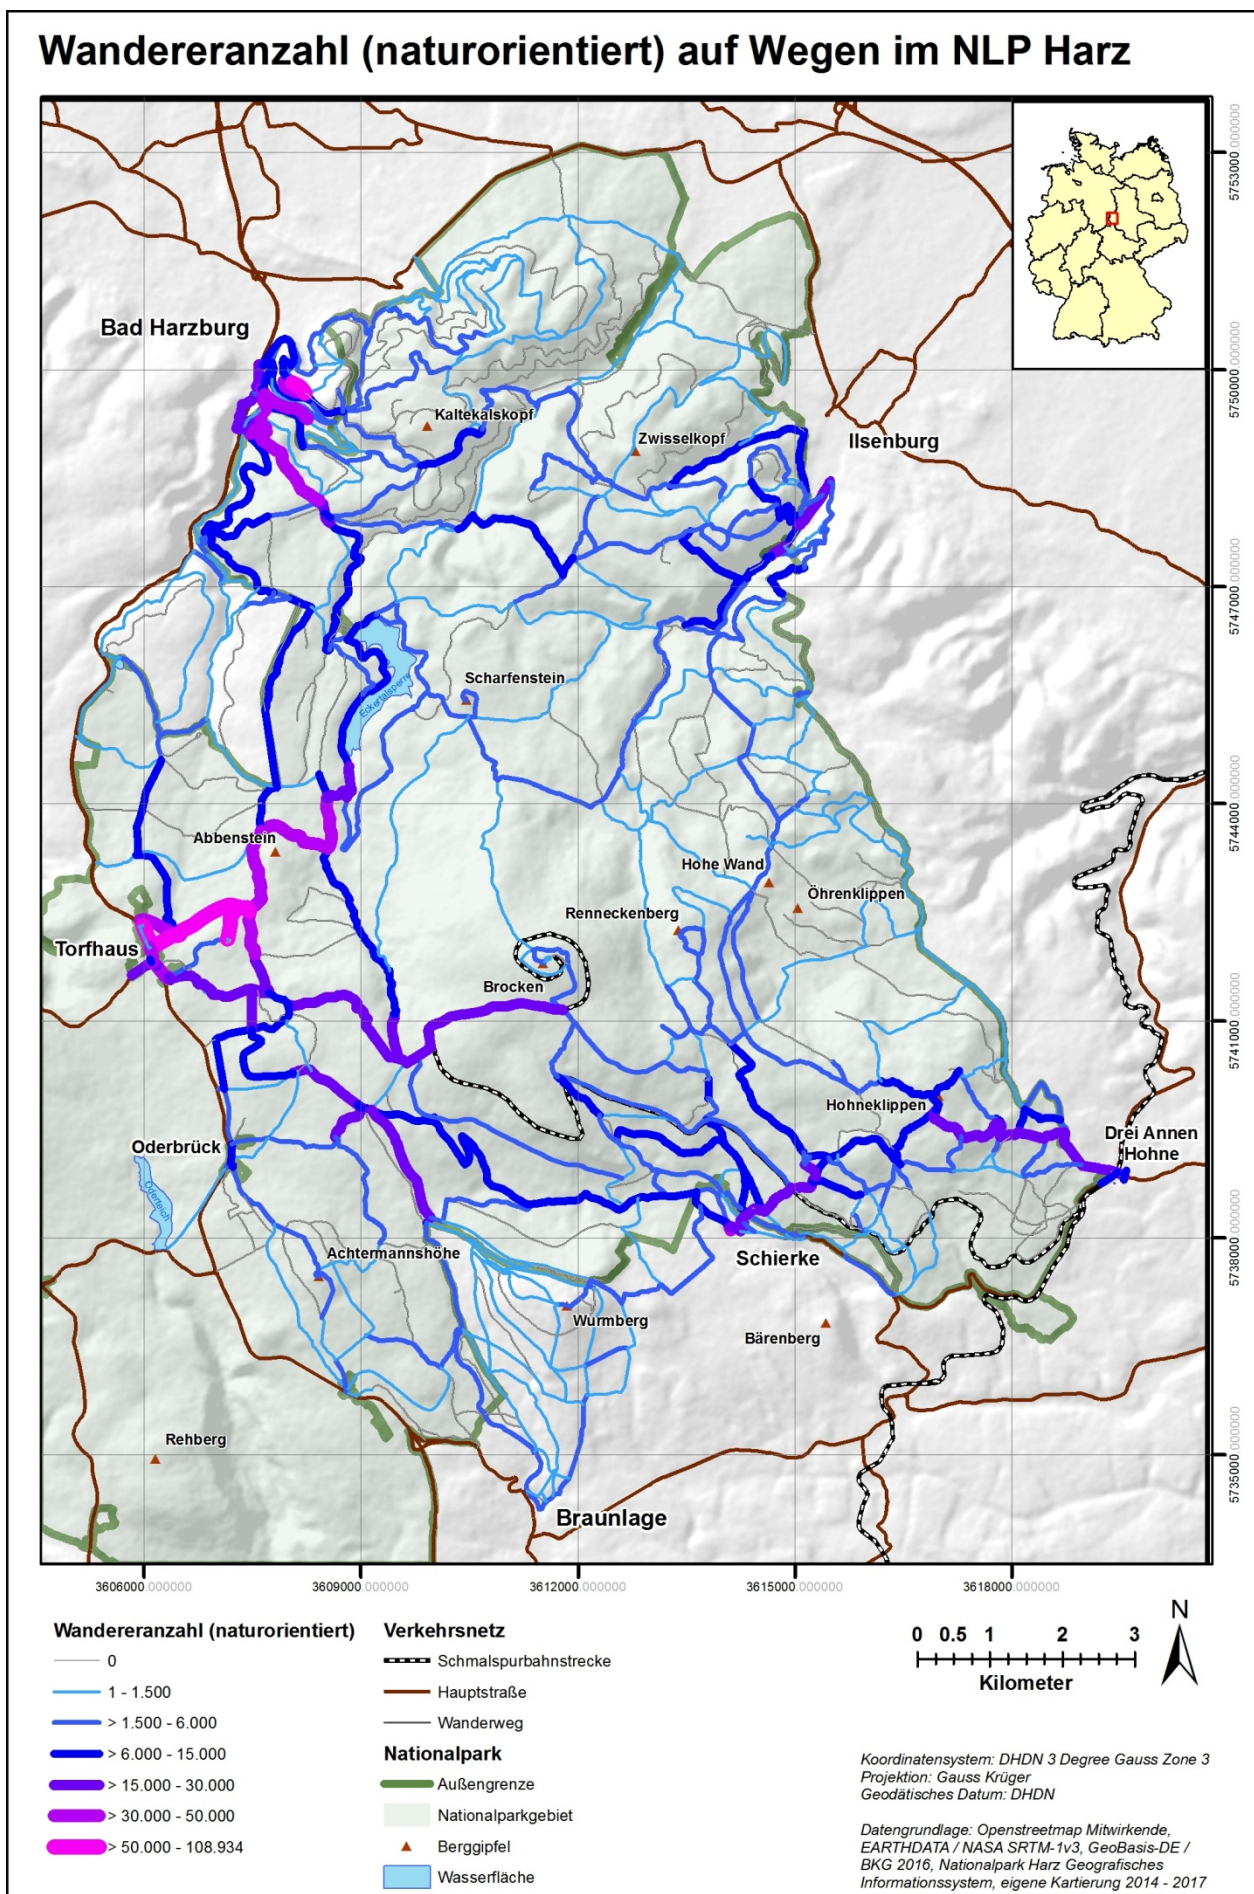 Wandereranzahl (naturorientiert) auf Wegen im NLP Harz
5753000.000000
Bad Harzburg
5750000.000000
Kaltekalskopf
Zwisselkopf
Ilsenburg
5747000.000000
Scharfenstein
Eckertalsperre
5744000.000000
Abbenstein
Hohe Wand
Öhrenklippen
Renneckenberg
Torfhaus
Brocken
5741000.000000
Hohneklippen
Drei Annen
Hohne
Oderbrück
Oderteich
5738000.000000
Achtermannshöhe
Schierke
Wurmberg
Bärenberg
Rehberg
5735000.000000
Braunlage
3606000.000000
3609000.000000
3612000.000000
3615000.000000
3618000.000000
Wandereranzahl (naturorientiert)
0
1 - 1.500
> 1.500 - 6.000
> 6.000 - 15.000
> 15.000 - 30.000
> 30.000 - 50.000
> 50.000 - 108.934
Verkehrsnetz
Schmalspurbahnstrecke
Hauptstraße
Wanderweg
Nationalpark
Außengrenze
Nationalparkgebiet
Berggipfel
Wasserfläche
0 0.5 1 2 3
Kilometer
N
Koordinatensystem: DHDN 3 Degree Gauss Zone 3
Projektion: Gauss Krüger
Geodätisches Datum: DHDN
Datengrundlage: Openstreetmap Mitwirkende,
EARTHDATA / NASA SRTM-1v3, GeoBasis-DE /
BKG 2016, Nationalpark Harz Geografisches
Informationssystem, eigene Kartierung 2014 - 2017